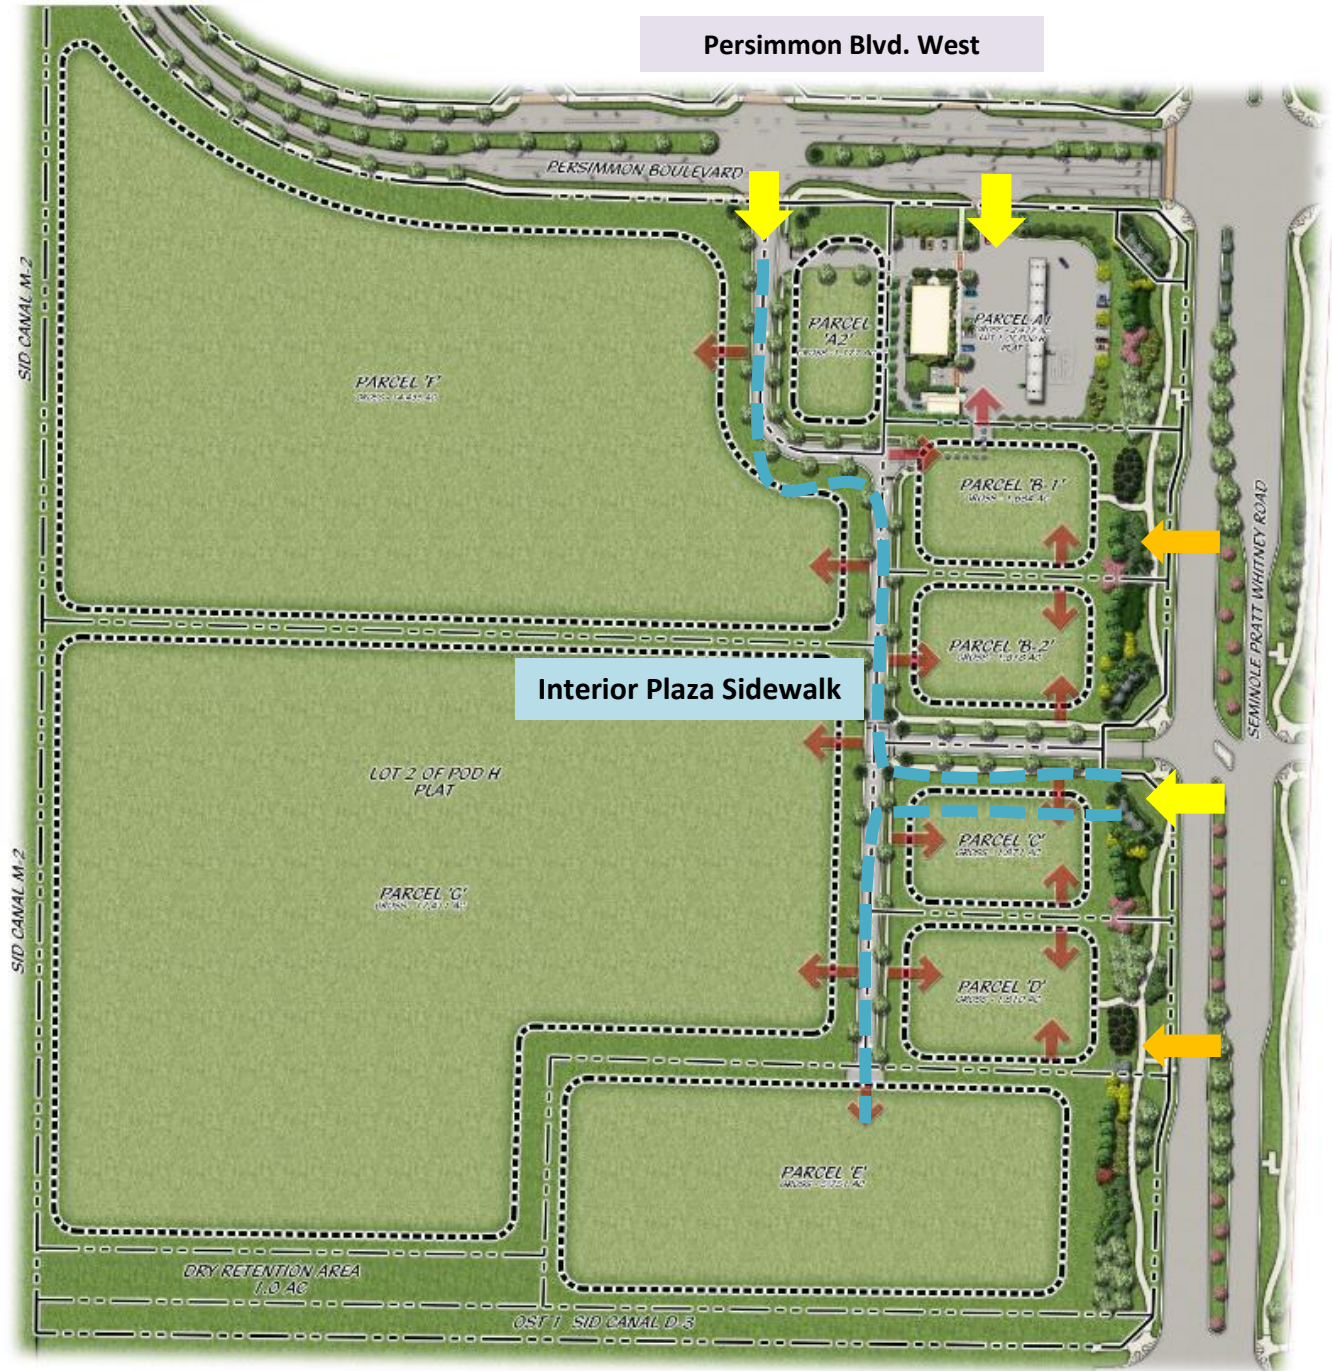 Persimmon Blvd. West
PERSIMMON BOULEVARD
SID CANAL M-2
PARCEL
'A2'
PARCEL A1
PARCEL 'F'
PARCEL 'B-1'
SEMINOLE PRATT WHITNEY ROAD
PARCEL 'B-2'
Interior Plaza Sidewalk
LOT 2 OF POD H
PLAT
PARCEL 'C'
SID CANAL M-2
PARCEL 'G'
PARCEL 'D'
PARCEL 'E'
DRY RETENTION AREA
1.0 AC
OST 1 SID CANAL D-3